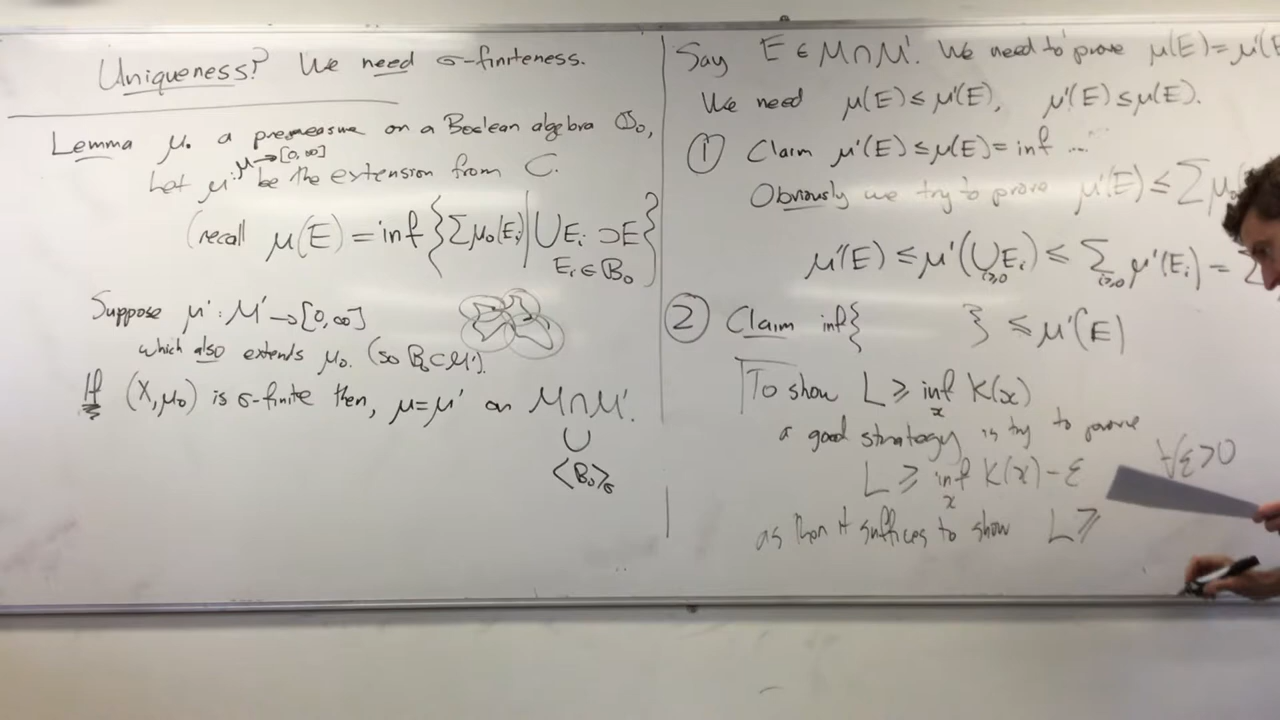 Uniqueness? We need σ-finiteness.
Lemma μ₀ a premeasure on a Boolean algebra B₀,
Let μ: M → [0, ∞] be the extension from C.
(recall μ(E) = inf { Σμ₀(Eᵢ) | ∪Eᵢ ⊃ E }
Eᵢ ∈ B₀
Suppose μ' : M' → [0, ∞]
which also extends μ₀. (so B₀ ⊂ M').
If (X, μ₀) is σ-finite then, μ = μ' on M ∩ M'.
∪
⟨B₀⟩σ
Say E ∈ M ∩ M'. We need to prove μ(E) = μ'(E
We need μ(E) ≤ μ'(E), μ'(E) ≤ μ(E).
① Claim μ'(E) ≤ μ(E) = inf ...
Obviously we try to prove μ'(E) ≤ Σ μ₀
μ'(E) ≤ μ'(∪Eᵢ) ≤ Σ μ'(Eᵢ) = Σ
i≥0 i≥0
② Claim inf{ } ≤ μ'(E)
To show L ≥ inf K(x)
x
a good strategy is try to prove
L ≥ inf K(x) - ε ∀ε>0
x
as then it suffices to show L ≥